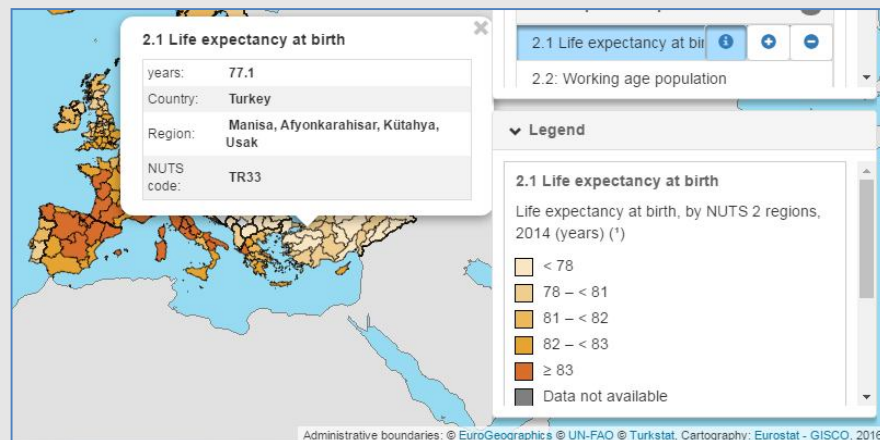 2.1 Life expectancy at birth
years: 77.1
Country: Turkey
Region: Manisa, Afyonkarahisar, Kütahya,
Usak
NUTS
code: TR33
2.1 Life expectancy at bir
2.2: Working age population
Legend
2.1 Life expectancy at birth
Life expectancy at birth, by NUTS 2 regions,
2014 (years) (¹)
< 78
78 – < 81
81 – < 82
82 – < 83
≥ 83
Data not available
Administrative boundaries: © EuroGeographics © UN-FAO © Turkstat, Cartography: Eurostat - GISCO, 2016